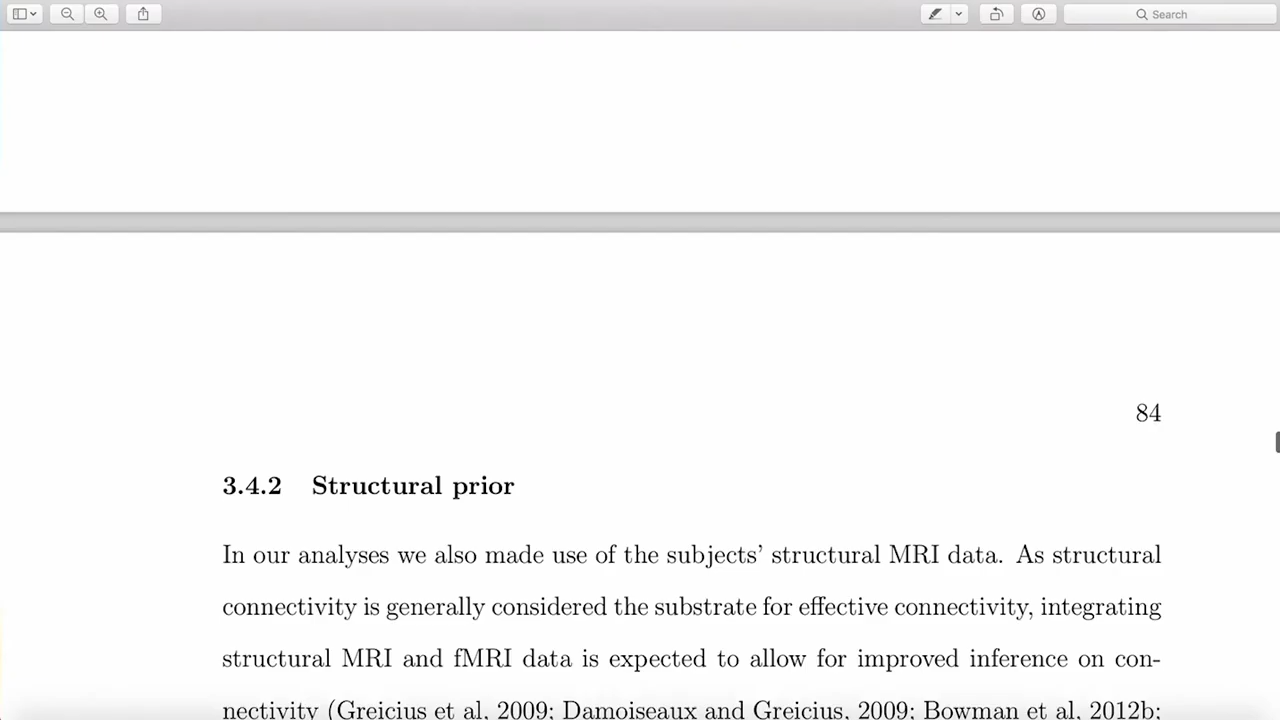 Search
84
3.4.2 Structural prior
In our analyses we also made use of the subjects' structural MRI data. As structural
connectivity is generally considered the substrate for effective connectivity, integrating
structural MRI and fMRI data is expected to allow for improved inference on con-
nectivity (Greicius et al, 2009; Damoiseaux and Greicius, 2009; Bowman et al, 2012b;